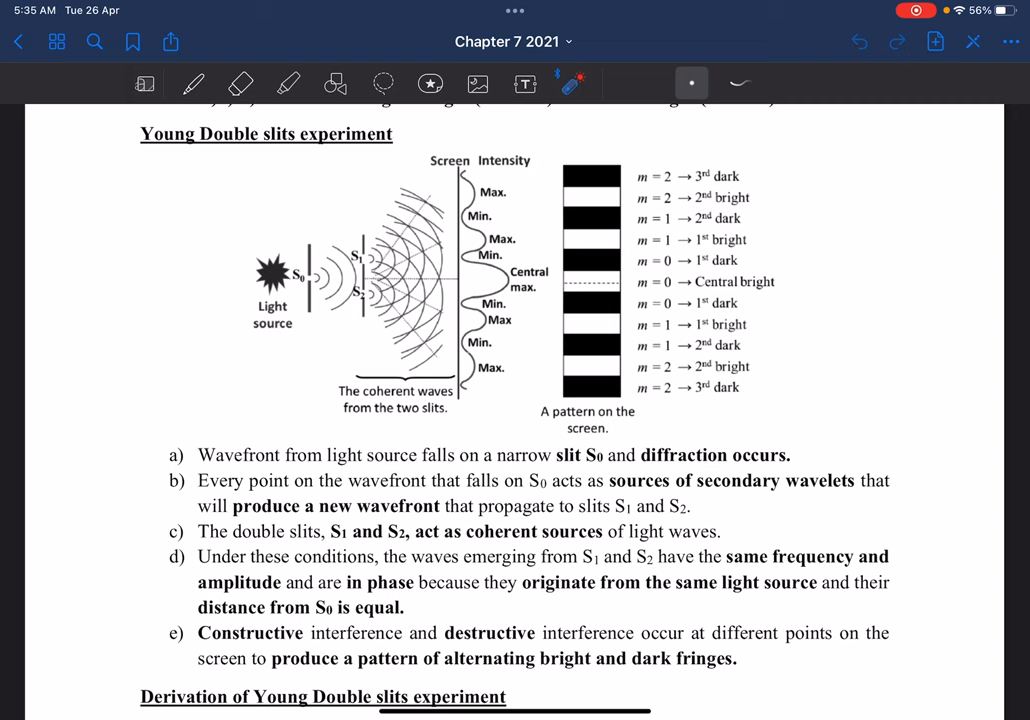 5:35 AM Tue 26 Apr
56%
Chapter 7 2021
T
Young Double slits experiment
Screen Intensity
Max.
Min.
Max.
Min.
Central
max.
Min.
Max
Min.
Max.
S₁
S₀
S₂
Light
source
The coherent waves
from the two slits.
A pattern on the
screen.
m = 2 → 3rd dark
m = 2 → 2nd bright
m = 1 → 2nd dark
m = 1 → 1st bright
m = 0 → 1st dark
m = 0 → Central bright
m = 0 → 1st dark
m = 1 → 1st bright
m = 1 → 2nd dark
m = 2 → 2nd bright
m = 2 → 3rd dark
a) Wavefront from light source falls on a narrow slit S₀ and diffraction occurs.
b) Every point on the wavefront that falls on S₀ acts as sources of secondary wavelets that
will produce a new wavefront that propagate to slits S₁ and S₂.
c) The double slits, S₁ and S₂, act as coherent sources of light waves.
d) Under these conditions, the waves emerging from S₁ and S₂ have the same frequency and
amplitude and are in phase because they originate from the same light source and their
distance from S₀ is equal.
e) Constructive interference and destructive interference occur at different points on the
screen to produce a pattern of alternating bright and dark fringes.
Derivation of Young Double slits experiment